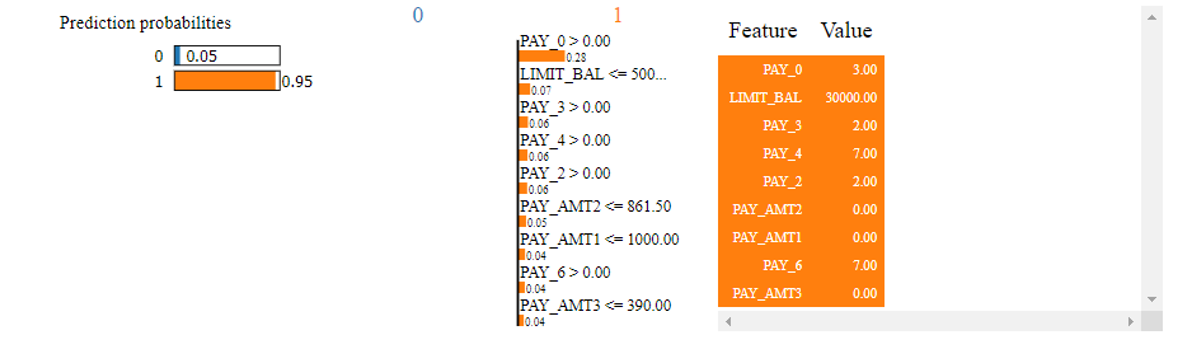 Prediction probabilities
0 0.05
1 0.95
0 1
PAY_0 > 0.00
0.28
LIMIT_BAL <= 500...
0.07
PAY_3 > 0.00
0.06
PAY_4 > 0.00
0.06
PAY_2 > 0.00
0.06
PAY_AMT2 <= 861.50
0.05
PAY_AMT1 <= 1000.00
0.04
PAY_6 > 0.00
0.04
PAY_AMT3 <= 390.00
0.04
Feature Value
PAY_0 3.00
LIMIT_BAL 30000.00
PAY_3 2.00
PAY_4 7.00
PAY_2 2.00
PAY_AMT2 0.00
PAY_AMT1 0.00
PAY_6 7.00
PAY_AMT3 0.00